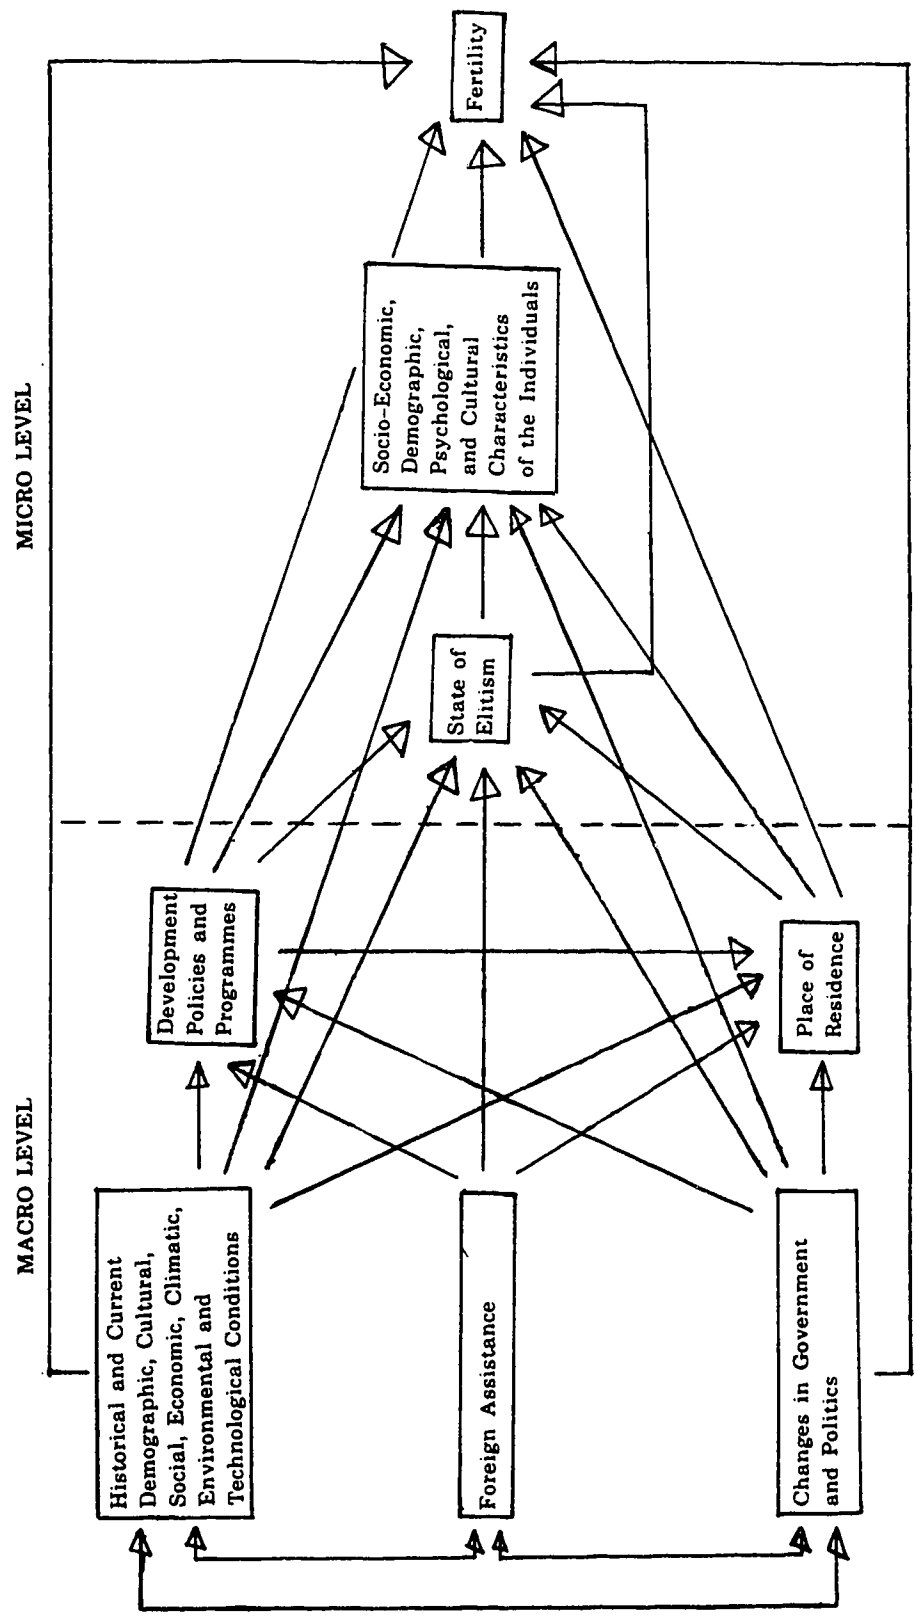 MACRO LEVEL
MICRO LEVEL
Historical and Current
Demographic, Cultural,
Social, Economic, Climatic,
Environmental and
Technological Conditions
Foreign Assistance
Changes in Government
and Politics
Development
Policies and
Programmes
Place of
Residence
State of
Elitism
Socio-Economic,
Demographic,
Psychological,
and Cultural
Characteristics
of the Individuals
Fertility